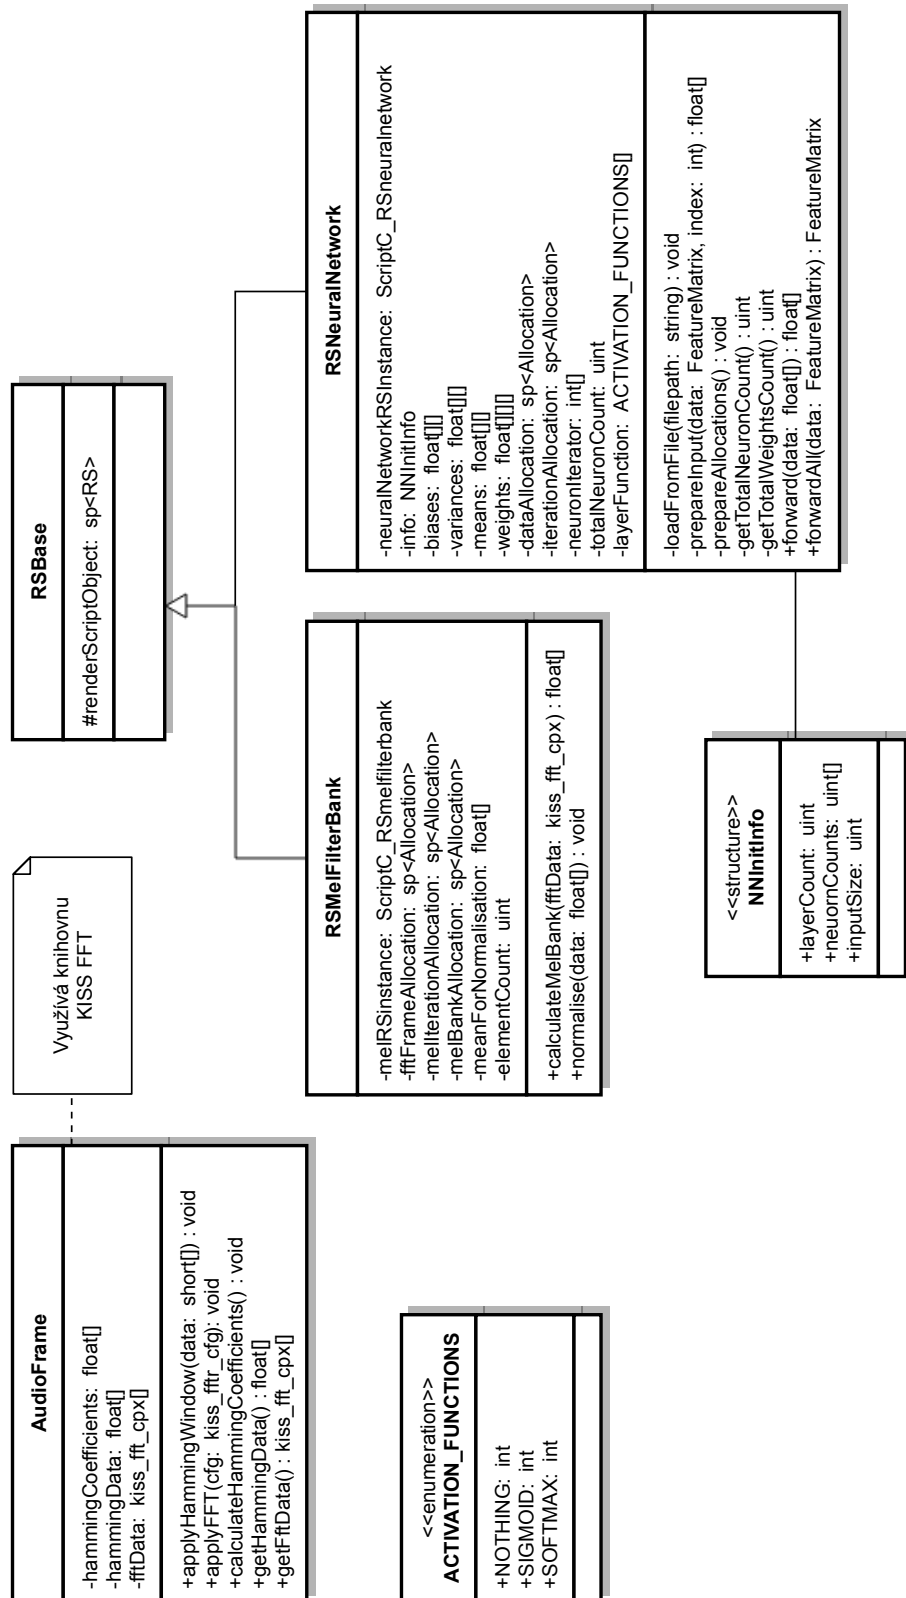 AudioFrame
-hammingCoefficients: float[]
-hammingData: float[]
-fftData: kiss_fft_cpx[]
+applyHammingWindow(data: short[]) : void
+applyFFT(cfg: kiss_fftr_cfg): void
+calculateHammingCoefficients() : void
+getHammingData() : float[]
+getFftData() : kiss_fft_cpx[]
Využívá knihovnu
KISS FFT
RSBase
#renderScriptObject: sp<RS>
RSMelFilterBank
-melRSinstance: ScriptC_RSmelfilterbank
-fftFrameAllocation: sp<Allocation>
-melIterationAllocation: sp<Allocation>
-melBankAllocation: sp<Allocation>
-meanForNormalisation: float[]
-elementCount: uint
+calculateMelBank(fftData: kiss_fft_cpx) : float[]
+normalise(data: float[]) : void
RSNeuralNetwork
-neuralNetworkRSInstance: ScriptC_RSneuralnetwork
-info: NNInitInfo
-biases: float[][]
-variances: float[][]
-means: float[][]
-weights: float[][][]
-dataAllocation: sp<Allocation>
-iterationAllocation: sp<Allocation>
-neuronIterator: int[]
-totalNeuronCount: uint
-layerFunction: ACTIVATION_FUNCTIONS[]
-loadFromFile(filepath: string) : void
-prepareInput(data: FeatureMatrix, index: int) : float[]
-prepareAllocations() : void
-getTotalNeuronCount() : uint
-getTotalWeightsCount() : uint
+forward(data: float[]) : float[]
+forwardAll(data: FeatureMatrix) : FeatureMatrix
<<enumeration>>
ACTIVATION_FUNCTIONS
+NOTHING: int
+SIGMOID: int
+SOFTMAX: int
<<structure>>
NNInitInfo
+layerCount: uint
+neuornCounts: uint[]
+inputSize: uint